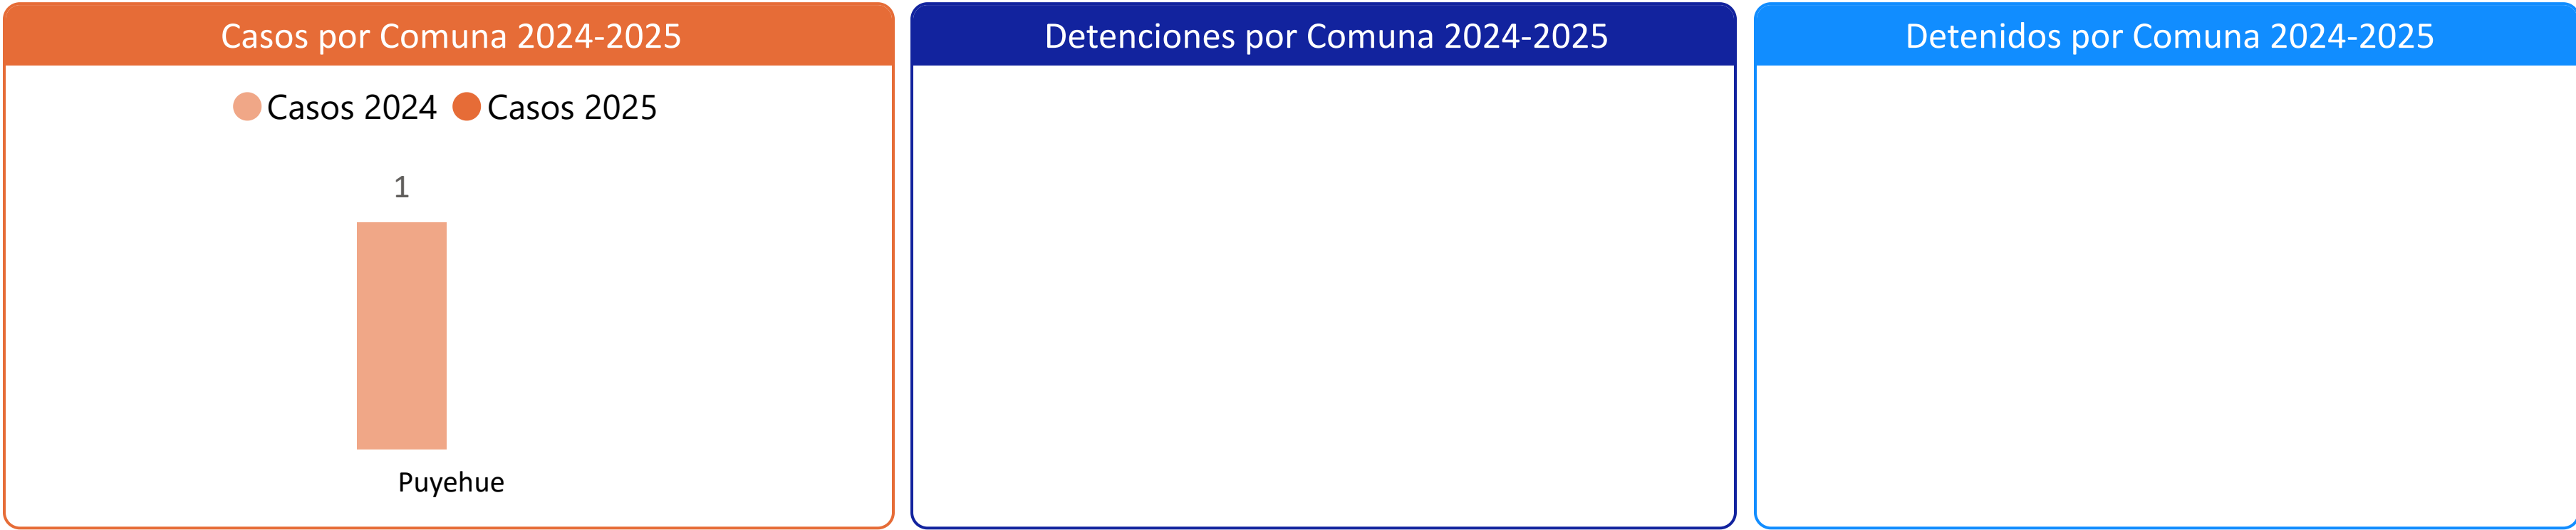 Casos por Comuna 2024-2025
Casos 2024 Casos 2025
1
Puyehue
Detenciones por Comuna 2024-2025
Detenidos por Comuna 2024-2025